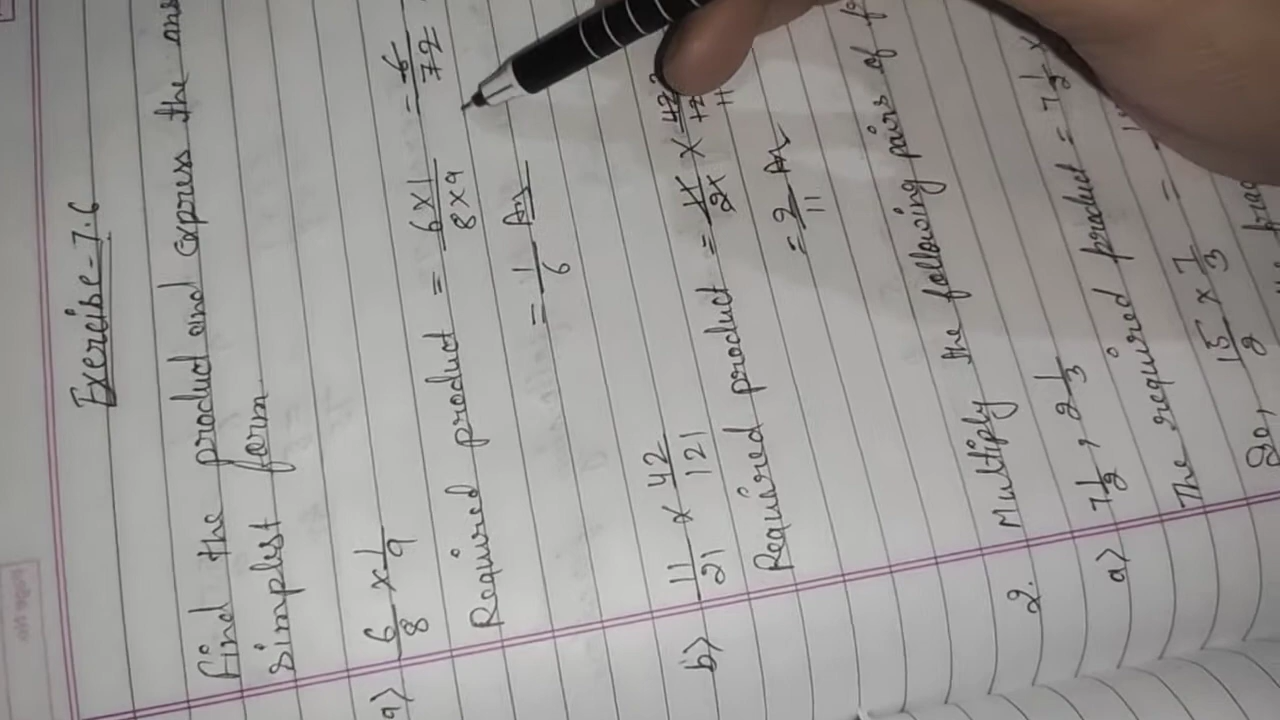 Exercise-7.6
Find the product and express the ans
simplest form
a) 6/8 × 1/9
Required product = 6×1/8×9 = 6/72
= 1/6 Ans
b) 11/21 × 42/121
Required product = 11/21 × 42
= 2/11 An
2. Multiply the following pairs of
a) 7 1/2, 2 1/3
The required product = 7 1/2 ×
15/2 × 7/3 =